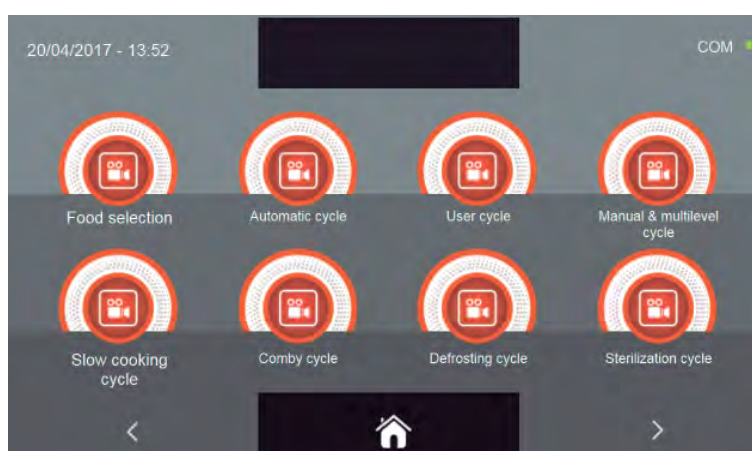 20/04/2017 - 13:52
COM
Food selection
Automatic cycle
User cycle
Manual & multilevel
cycle
Slow cooking
cycle
Comby cycle
Defrosting cycle
Sterilization cycle